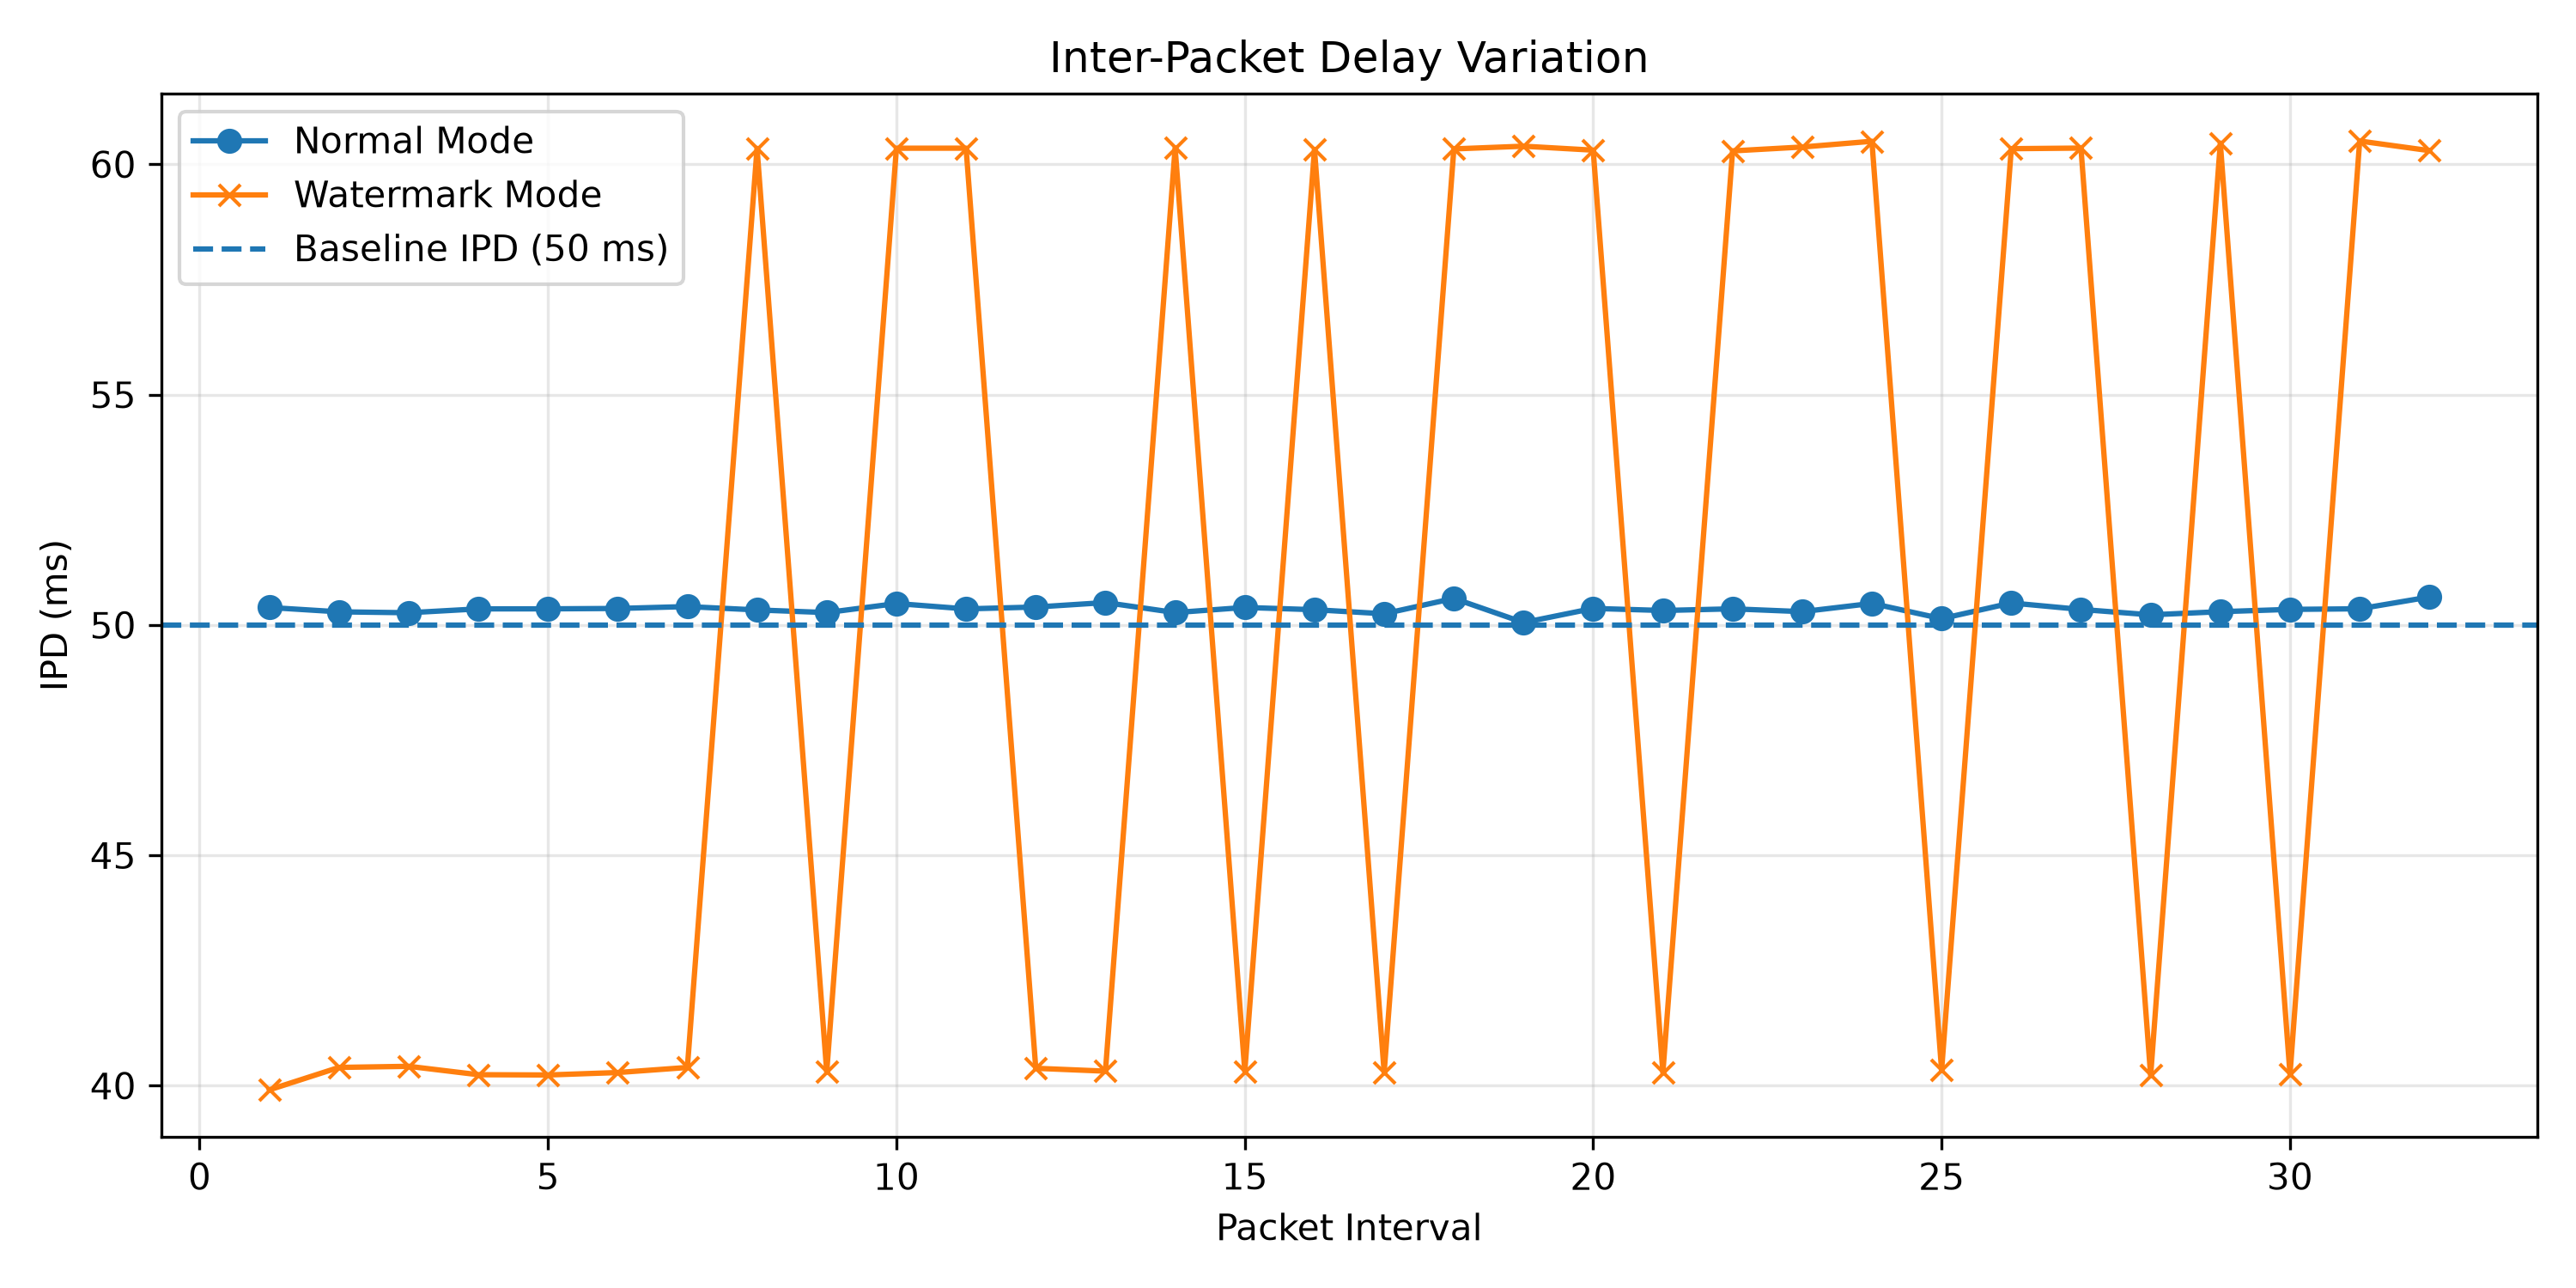 Inter-Packet Delay Variation
Normal Mode
Watermark Mode
Baseline IPD (50 ms)
60
55
50
45
40
IPD (ms)
0 5 10 15 20 25 30
Packet Interval